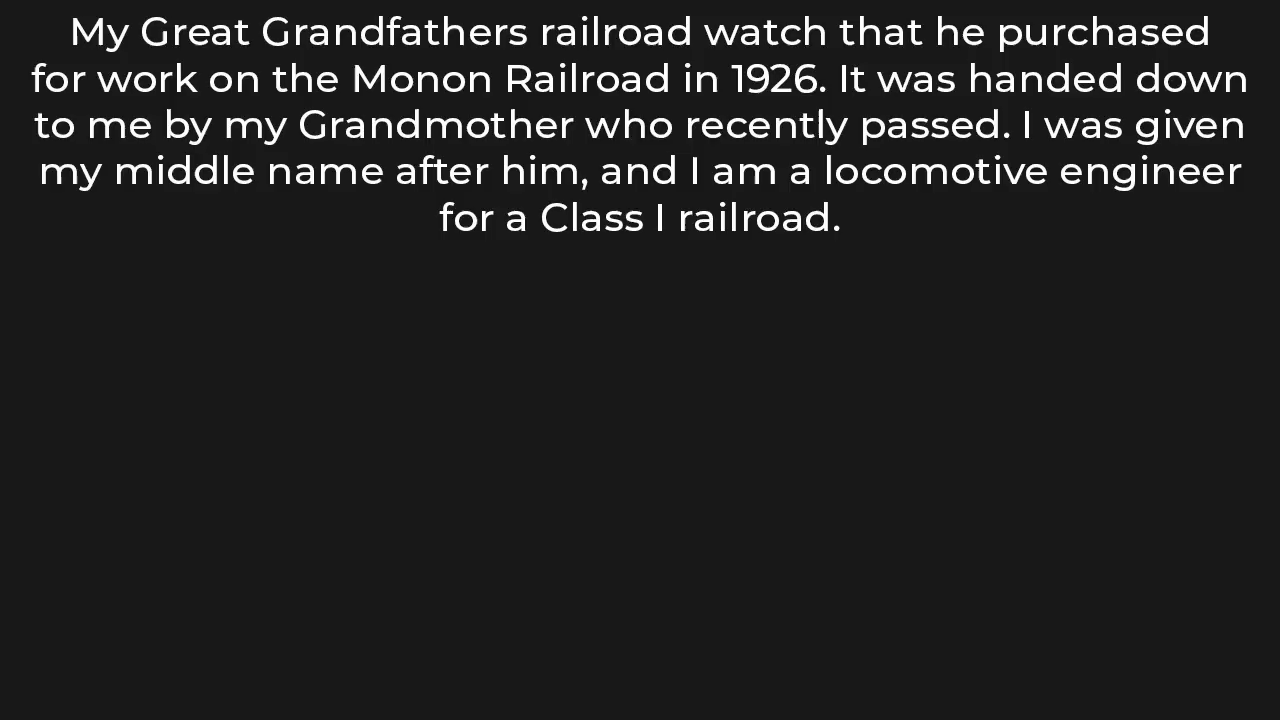 My Great Grandfathers railroad watch that he purchased
for work on the Monon Railroad in 1926. It was handed down
to me by my Grandmother who recently passed. I was given
my middle name after him, and I am a locomotive engineer
for a Class I railroad.